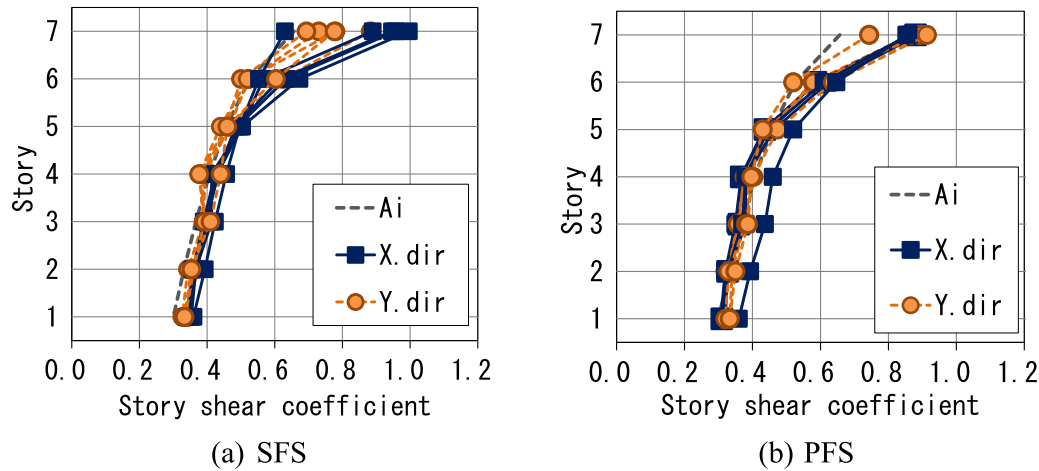 7
6
5
4
3
2
1
Story
0.0 0.2 0.4 0.6 0.8 1.0 1.2
Story shear coefficient
Ai
X.dir
Y.dir
(a) SFS
7
6
5
4
3
2
1
Story
0.0 0.2 0.4 0.6 0.8 1.0 1.2
Story shear coefficient
Ai
X.dir
Y.dir
(b) PFS